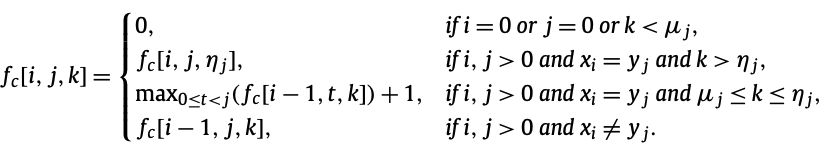 f_c[i, j, k] = { 0, if i = 0 or j = 0 or k < μ_j,
f_c[i, j, η_j], if i, j > 0 and x_i = y_j and k > η_j,
max_{0≤t<j}(f_c[i − 1, t, k]) + 1, if i, j > 0 and x_i = y_j and μ_j ≤ k ≤ η_j,
f_c[i − 1, j, k], if i, j > 0 and x_i ≠ y_j.